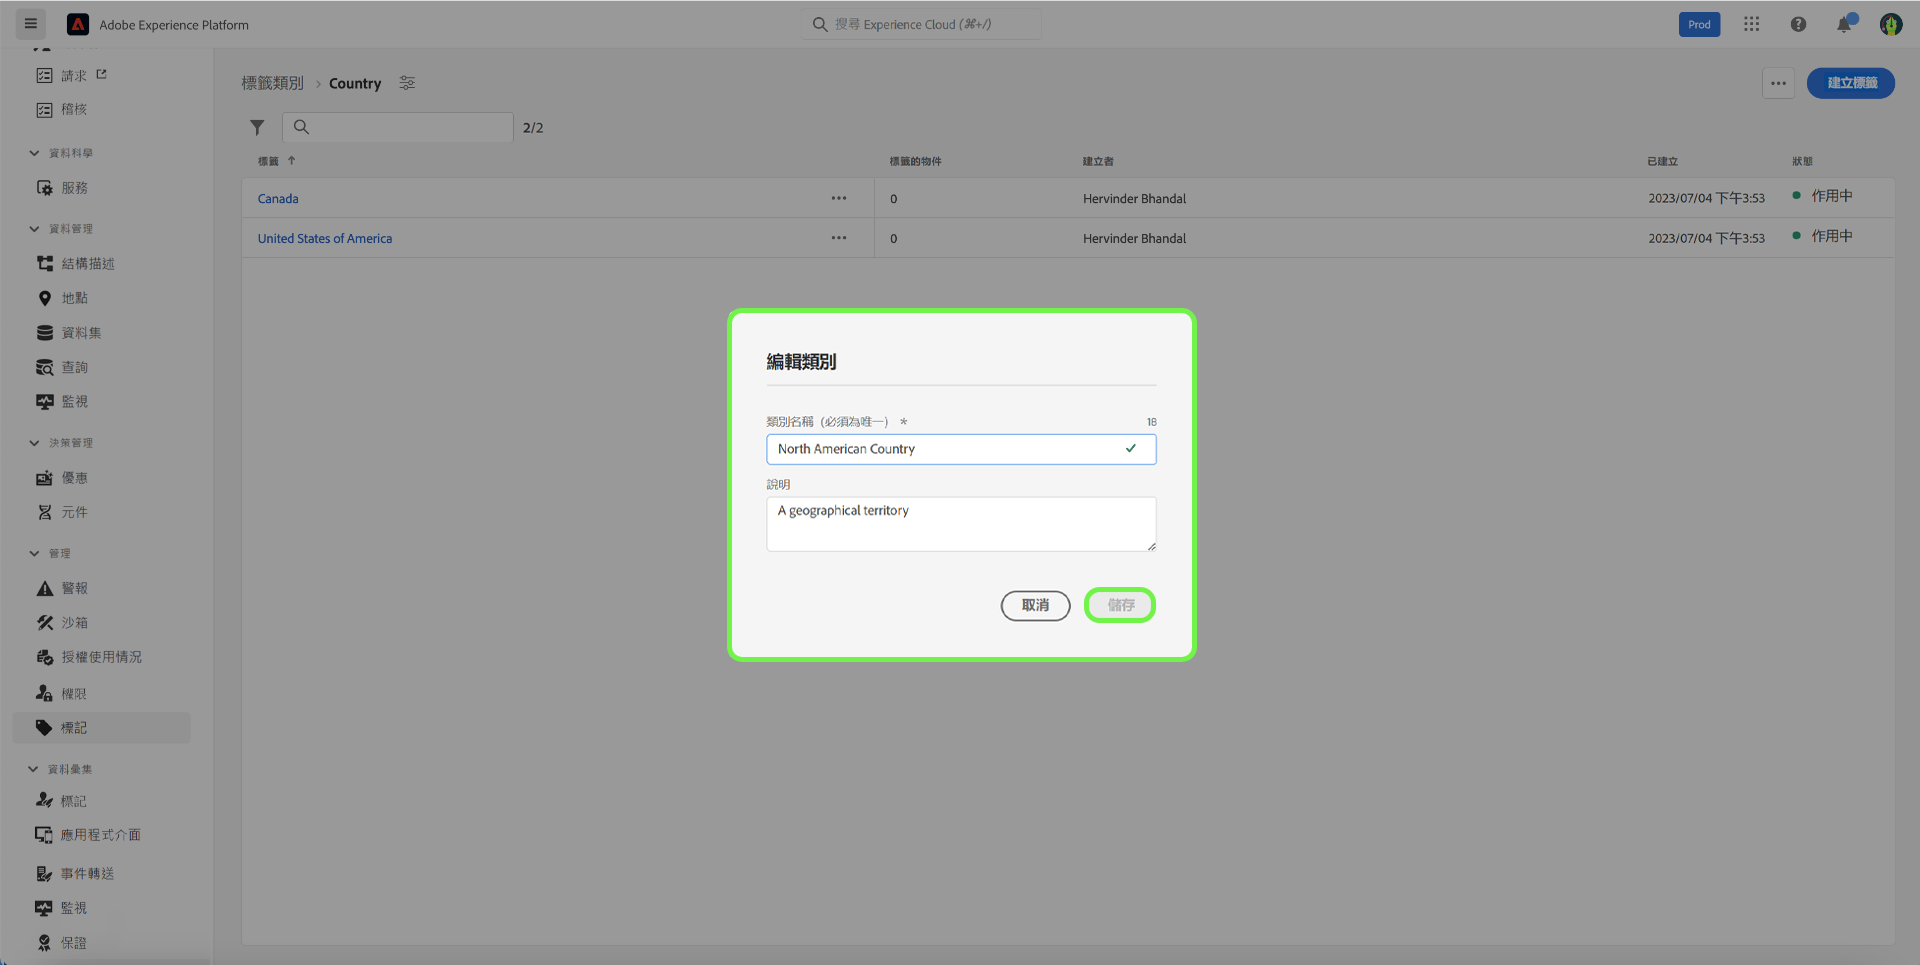 Adobe Experience Platform
搜尋 Experience Cloud (⌘+/)
Prod
請求
稽核
資料科學
服務
資料管理
結構描述
地點
資料集
查詢
監視
決策管理
優惠
元件
管理
警報
沙箱
授權使用情況
權限
標記
資料彙集
標記
應用程式介面
事件轉送
監視
保證
標籤類別 > Country
建立標籤
2/2
標籤 ↑ 標籤的物件 建立者 已建立 狀態
Canada 0 Hervinder Bhandal 2023/07/04 下午3:53 作用中
United States of America 0 Hervinder Bhandal 2023/07/04 下午3:53 作用中
編輯類別
類別名稱（必須為唯一） * 18
North American Country
說明
A geographical territory
取消
儲存